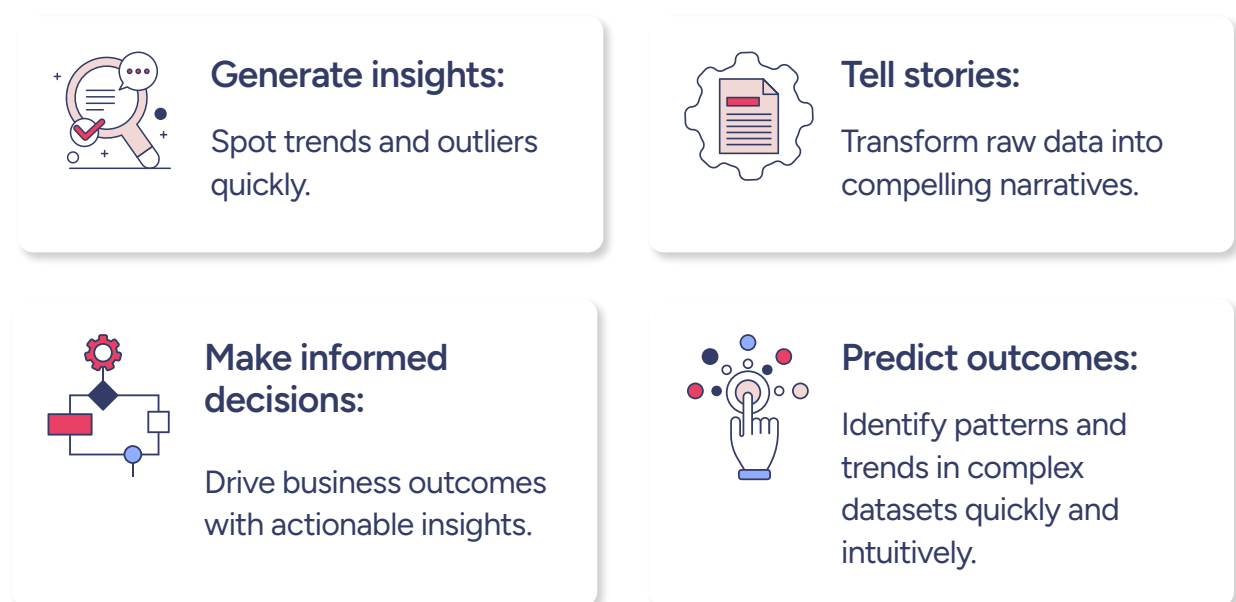 Generate insights:
Spot trends and outliers
quickly.
Tell stories:
Transform raw data into
compelling narratives.
Make informed
decisions:
Drive business outcomes
with actionable insights.
Predict outcomes:
Identify patterns and
trends in complex
datasets quickly and
intuitively.